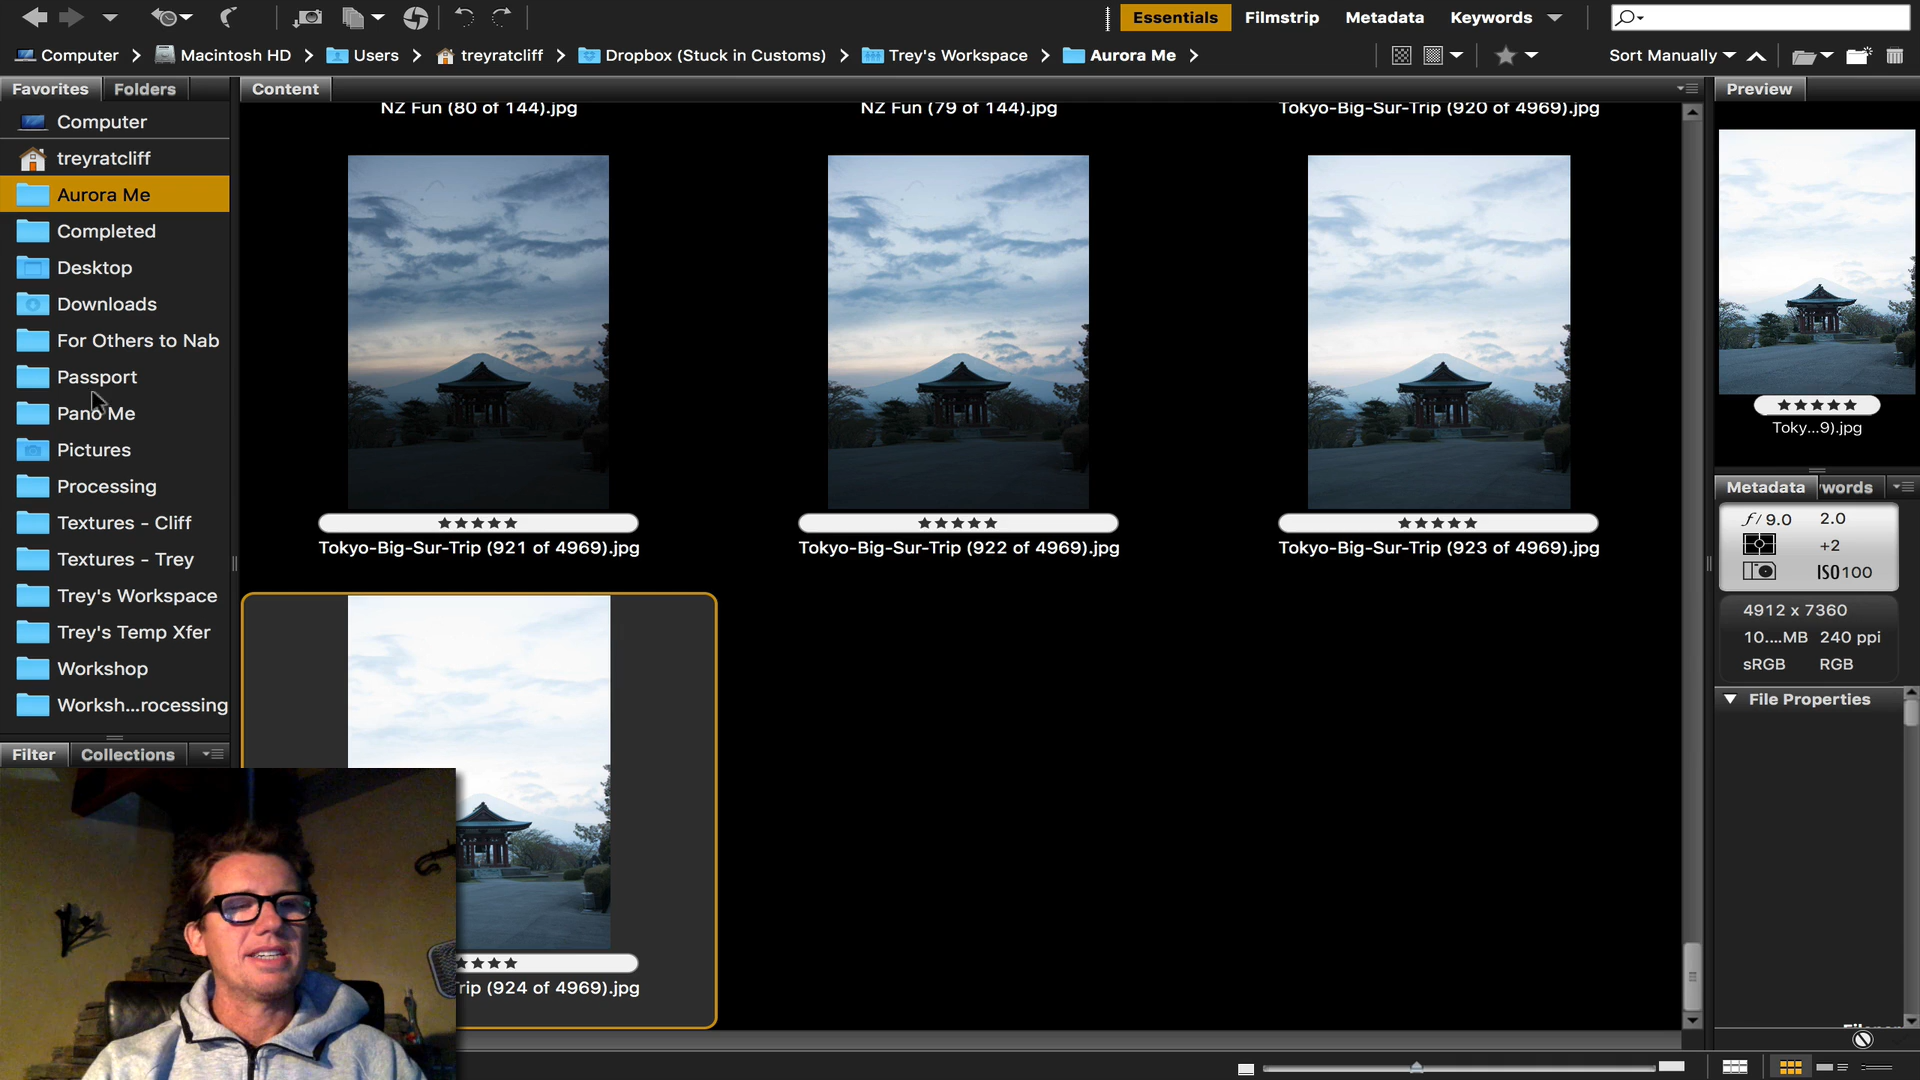 Essentials Filmstrip Metadata Keywords
Computer Macintosh HD Users treyratcliff Dropbox (Stuck in Customs) Trey's Workspace Aurora Me
Sort Manually
Favorites Folders
Content
Preview
NZ Fun (80 of 144).jpg NZ Fun (79 of 144).jpg Tokyo-Big-Sur-Trip (920 of 4969).jpg
Computer
treyratcliff
Aurora Me
Completed
Desktop
Downloads
For Others to Nab
Passport
Pano Me
Pictures
Processing
Textures - Cliff
Textures - Trey
Trey's Workspace
Trey's Temp Xfer
Workshop
Worksh...rocessing
Filter Collections
★★★★★ ★★★★★ ★★★★★
Tokyo-Big-Sur-Trip (921 of 4969).jpg Tokyo-Big-Sur-Trip (922 of 4969).jpg Tokyo-Big-Sur-Trip (923 of 4969).jpg
★★★★
rip (924 of 4969).jpg
★★★★★
Toky...9).jpg
Metadata ywords
f/9.0 2.0
+2
ISO100
4912 x 7360
10....MB 240 ppi
sRGB RGB
File Properties